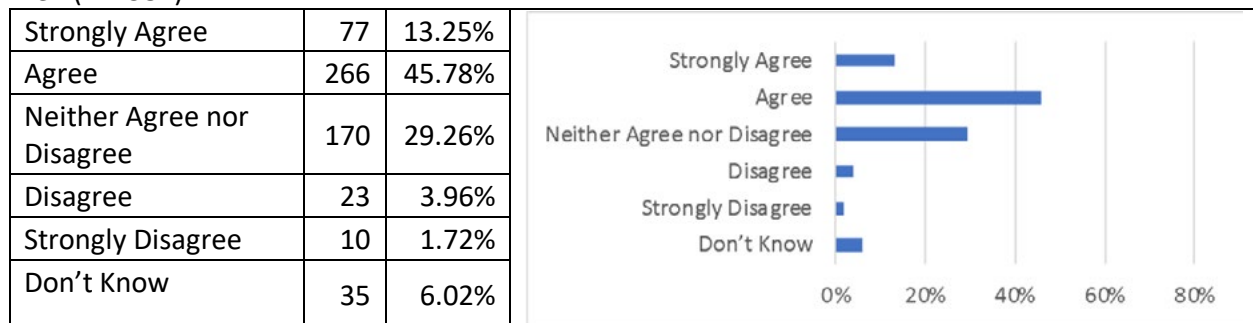 Strongly Agree 77 13.25%
Agree 266 45.78%
Neither Agree nor
Disagree 170 29.26%
Disagree 23 3.96%
Strongly Disagree 10 1.72%
Don't Know 35 6.02%
Strongly Agree
Agree
Neither Agree nor Disagree
Disagree
Strongly Disagree
Don't Know
0% 20% 40% 60% 80%